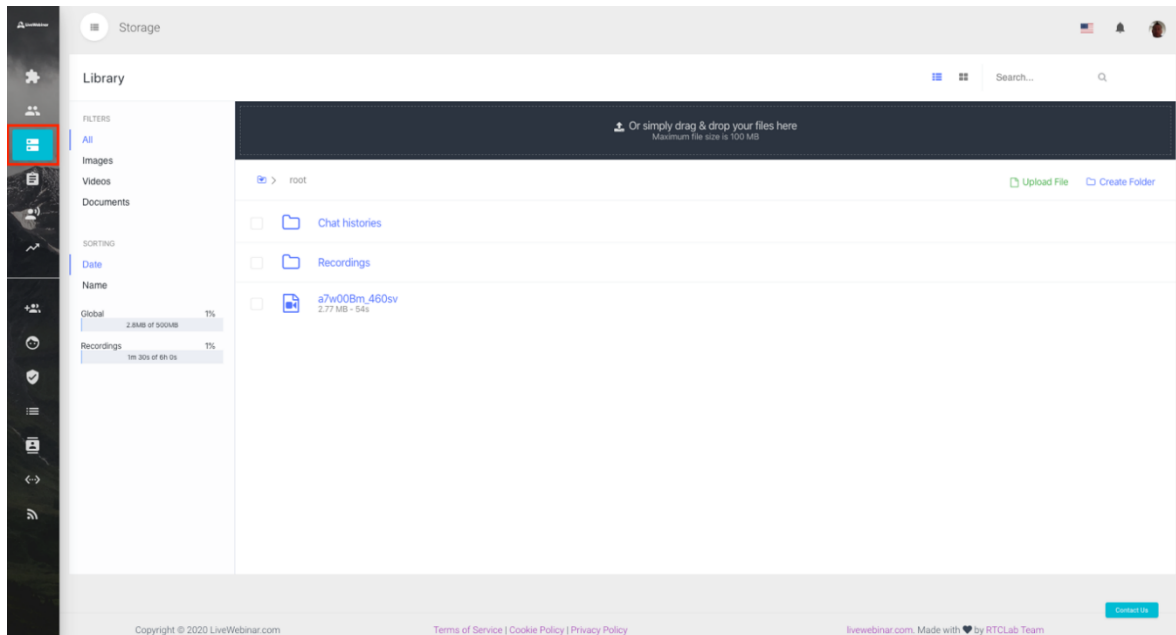 LiveWebinar
Storage
Library
Search...
FILTERS
All
Images
Videos
Documents
SORTING
Date
Name
Global 1%
2.8MB of 500MB
Recordings 1%
1m 30s of 6h 0s
Or simply drag & drop your files here
Maximum file size is 100 MB
> root
Upload File
Create Folder
Chat histories
Recordings
a7w00Bm_460sv
2.77 MB - 54s
Contact Us
Copyright © 2020 LiveWebinar.com
Terms of Service | Cookie Policy | Privacy Policy
livewebinar.com. Made with ♥ by RTCLab Team